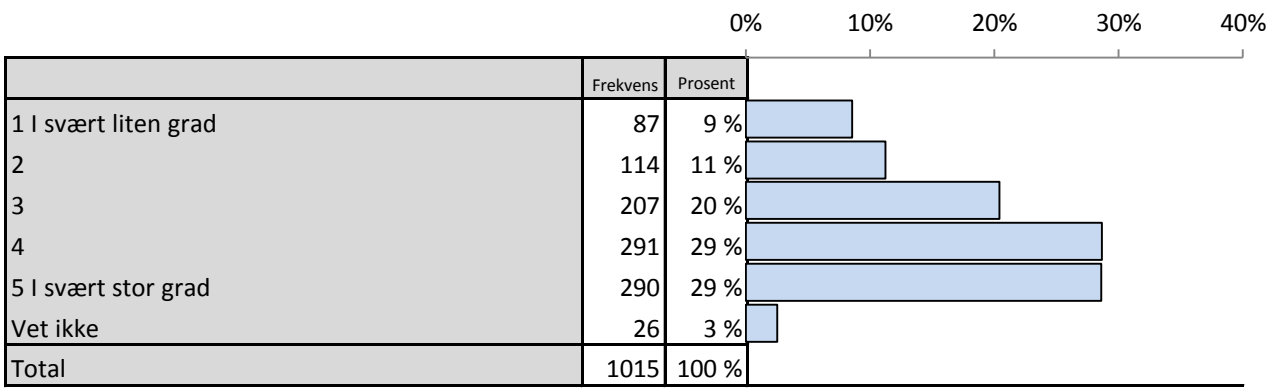 0% 10% 20% 30% 40%
Frekvens Prosent
1 I svært liten grad 87 9 %
2 114 11 %
3 207 20 %
4 291 29 %
5 I svært stor grad 290 29 %
Vet ikke 26 3 %
Total 1015 100 %